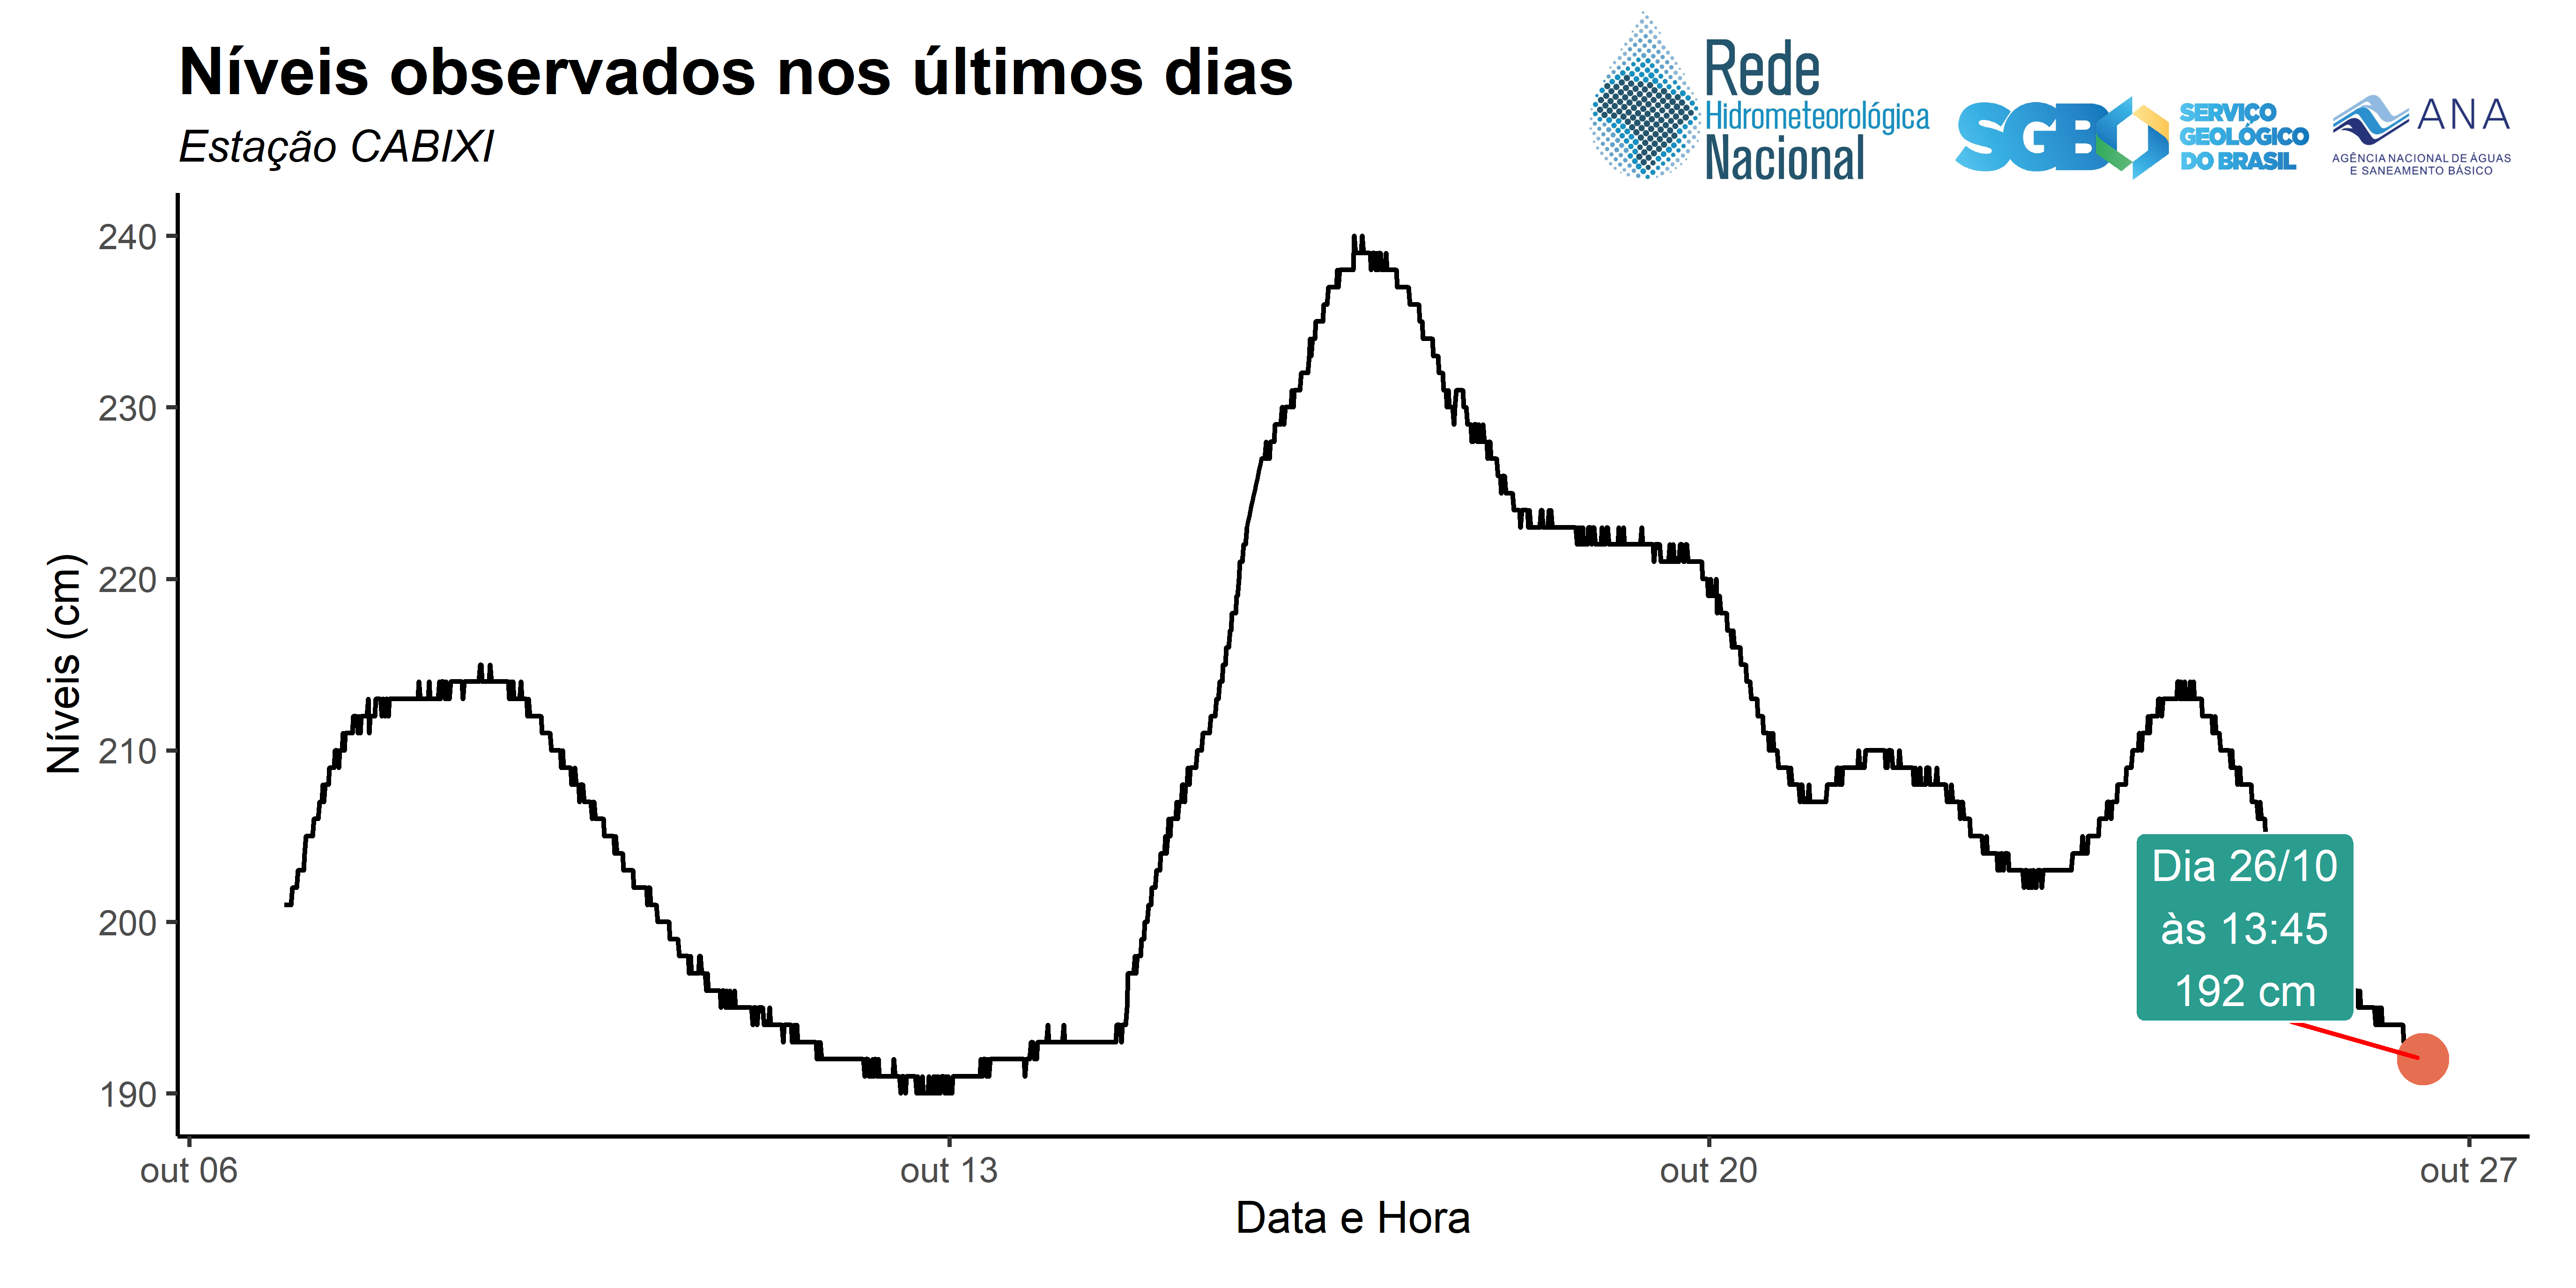 Níveis observados nos últimos dias
Estação CABIXI
Rede
Hidrometeorológica
Nacional
SGB
SERVIÇO
GEOLÓGICO
DO BRASIL
ANA
AGÊNCIA NACIONAL DE ÁGUAS
E SANEAMENTO BÁSICO
Níveis (cm)
240
230
220
210
200
190
Dia 26/10
às 13:45
192 cm
out 06
out 13
out 20
out 27
Data e Hora